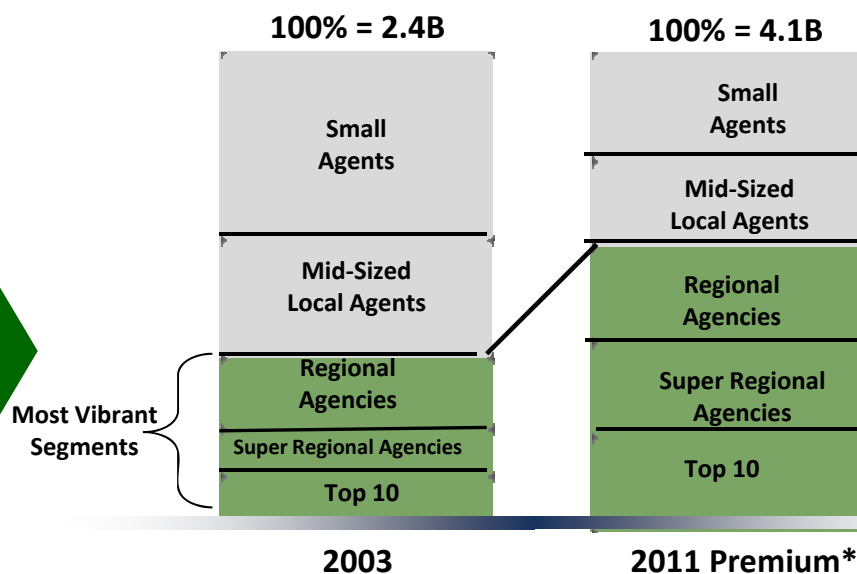 100% = 2.4B
100% = 4.1B
Small
Agents
Mid-Sized
Local Agents
Regional
Agencies
Super Regional Agencies
Top 10
Most Vibrant
Segments
Small
Agents
Mid-Sized
Local Agents
Regional
Agencies
Super Regional
Agencies
Top 10
2003
2011 Premium*